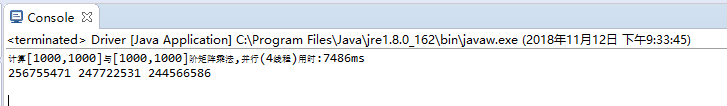 Console
<terminated> Driver [Java Application] C:\Program Files\Java\jre1.8.0_162\bin\javaw.exe (2018年11月12日 下午9:33:45)
计算[1000,1000]与[1000,1000]阶矩阵乘法,并行(4线程)用时:7486ms
256755471 247722531 244566586